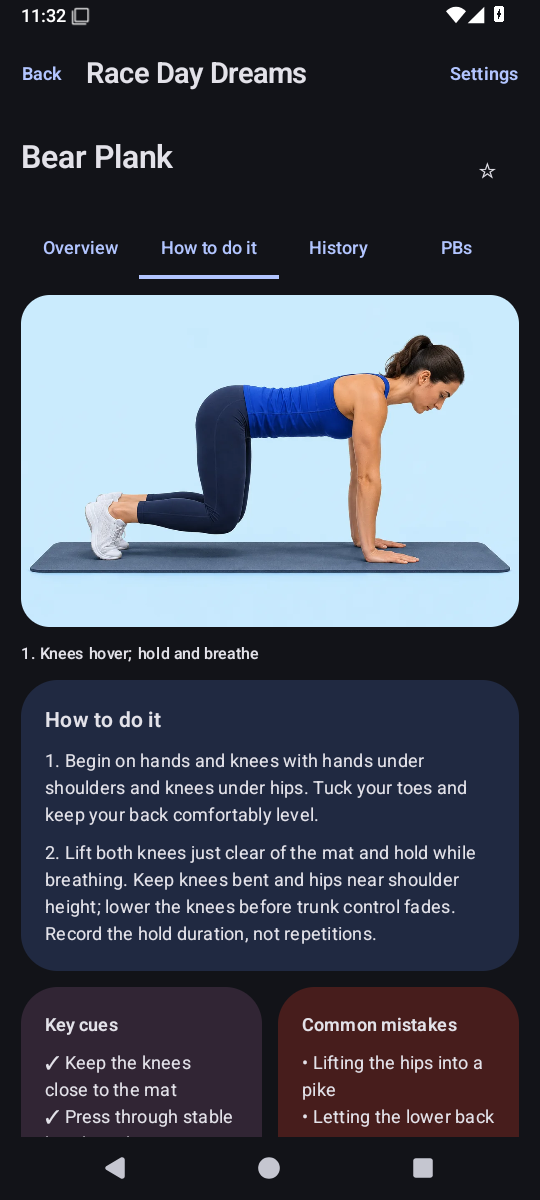 11:32
Back Race Day Dreams Settings
Bear Plank
Overview How to do it History PBs
1. Knees hover; hold and breathe
How to do it
1. Begin on hands and knees with hands under
shoulders and knees under hips. Tuck your toes and
keep your back comfortably level.
2. Lift both knees just clear of the mat and hold while
breathing. Keep knees bent and hips near shoulder
height; lower the knees before trunk control fades.
Record the hold duration, not repetitions.
Key cues
✓ Keep the knees
close to the mat
✓ Press through stable
Common mistakes
• Lifting the hips into a
pike
• Letting the lower back